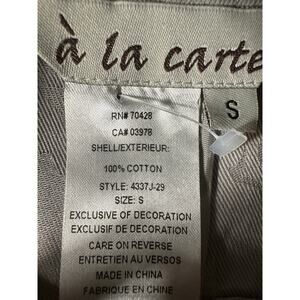 à la carte
S
RN# 70428
CA# 03978
SHELL/EXTERIEUR:
100% COTTON
STYLE: 4337J-29
SIZE: S
EXCLUSIVE OF DECORATION
EXCLUSIF DE DECORATION
CARE ON REVERSE
ENTRETIEN AU VERSOS
MADE IN CHINA
FABRIQUE EN CHINE